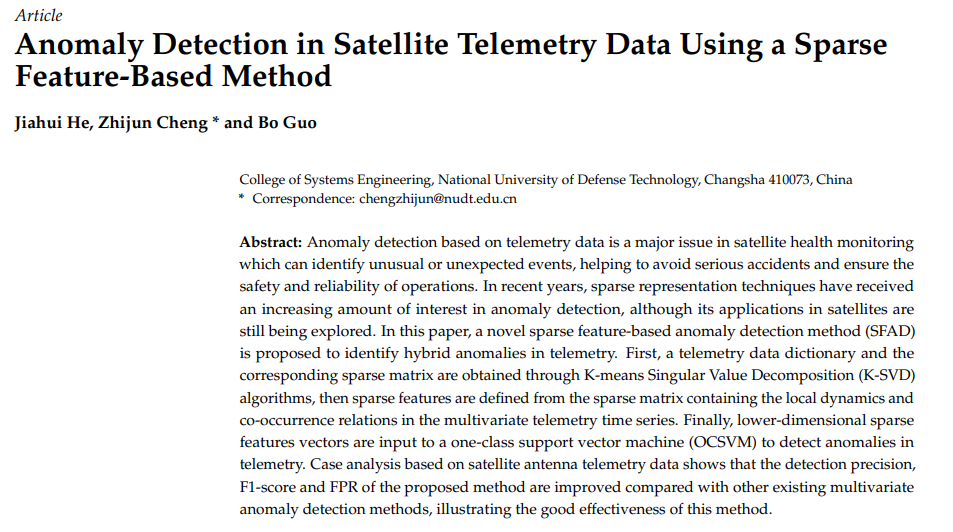 Article
Anomaly Detection in Satellite Telemetry Data Using a Sparse
Feature-Based Method
Jiahui He, Zhijun Cheng * and Bo Guo
College of Systems Engineering, National University of Defense Technology, Changsha 410073, China
* Correspondence: chengzhijun@nudt.edu.cn
Abstract: Anomaly detection based on telemetry data is a major issue in satellite health monitoring
which can identify unusual or unexpected events, helping to avoid serious accidents and ensure the
safety and reliability of operations. In recent years, sparse representation techniques have received
an increasing amount of interest in anomaly detection, although its applications in satellites are
still being explored. In this paper, a novel sparse feature-based anomaly detection method (SFAD)
is proposed to identify hybrid anomalies in telemetry. First, a telemetry data dictionary and the
corresponding sparse matrix are obtained through K-means Singular Value Decomposition (K-SVD)
algorithms, then sparse features are defined from the sparse matrix containing the local dynamics and
co-occurrence relations in the multivariate telemetry time series. Finally, lower-dimensional sparse
features vectors are input to a one-class support vector machine (OCSVM) to detect anomalies in
telemetry. Case analysis based on satellite antenna telemetry data shows that the detection precision,
F1-score and FPR of the proposed method are improved compared with other existing multivariate
anomaly detection methods, illustrating the good effectiveness of this method.